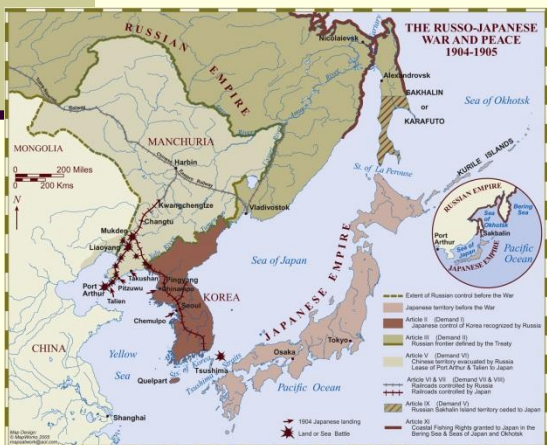 THE RUSSO-JAPANESE
WAR AND PEACE
1904-1905
RUSSIAN
EMPIRE
Nicolaievsk
Alexandrovsk
SAKHALIN
or
KARAFUTO
Sea of Okhotsk
MANCHURIA
MONGOLIA
Harbin
0 200 Miles
0 200 Kms
N
St. of La Perouse
KURILE ISLANDS
Kwangchengtze
Changtu
Vladivostok
Mukden
Liaoyang
RUSSIAN EMPIRE
Bering
Sea
Sea of
Okhotsk
Sakhalin
Port
Arthur
Sea of
Japan
JAPANESE EMPIRE
Pacific
Ocean
Sea of Japan
JAPANESE EMPIRE
Port
Arthur
Takushan
Pitzuwu
Talien
Pingyang
Chinampo
Seoul
KOREA
Chemulpo
CHINA
Yellow
Sea
Tsushima
Tsushima Straits
Quelpart
Osaka
Tokyo
Pacific Ocean
Shanghai
Extent of Russian control before the War
Japanese territory before the War
Article II (Demand I)
Japanese control of Korea recognized by Russia
Article III (Demand II)
Russian frontier defined by the Treaty
Article V (Demand VI)
Chinese territory evacuated by Russia
Lease of Port Arthur & Talien to Japan
Article VI & VII (Demand VII & VIII)
Railroads controlled by Russia
Railroads controlled by Japan
Article IX (Demand V)
Russian Sakhalin Island territory ceded to Japan
Article XI
Coastal Fishing Rights granted to Japan in the
Bering Sea & Seas of Japan and Okhotsk
1904 Japanese landing
Land or Sea Battle
Map Design:
© MapWorks 2005